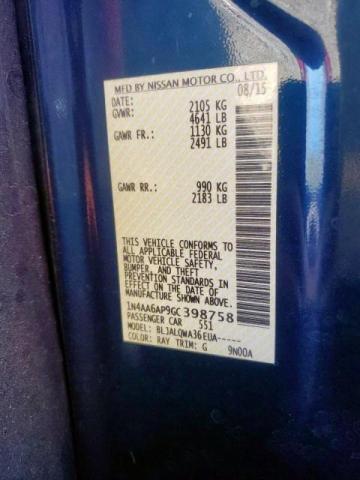 MFD BY NISSAN MOTOR CO., LTD.
DATE: 08/15
GVWR: 2105 KG
4641 LB
GAWR FR: 1130 KG
2491 LB
GAWR RR: 990 KG
2183 LB
THIS VEHICLE CONFORMS TO
ALL APPLICABLE FEDERAL
MOTOR VEHICLE SAFETY,
BUMPER, AND THEFT
PREVENTION STANDARDS
IN EFFECT ON THE DATE OF
MANUFACTURE SHOWN ABOVE.
1N4AA6AP9GC398758
PASSENGER CAR 551
MODEL: BLJALQWA36EUA-----
COLOR: RAY TRIM: G 9N00A